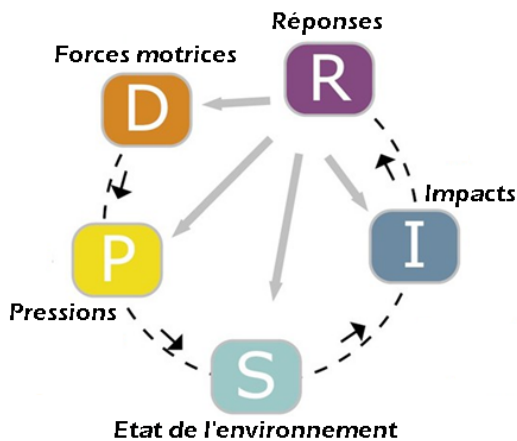 Réponses
Forces motrices
R
D
Impacts
I
P
Pressions
S
Etat de l'environnement